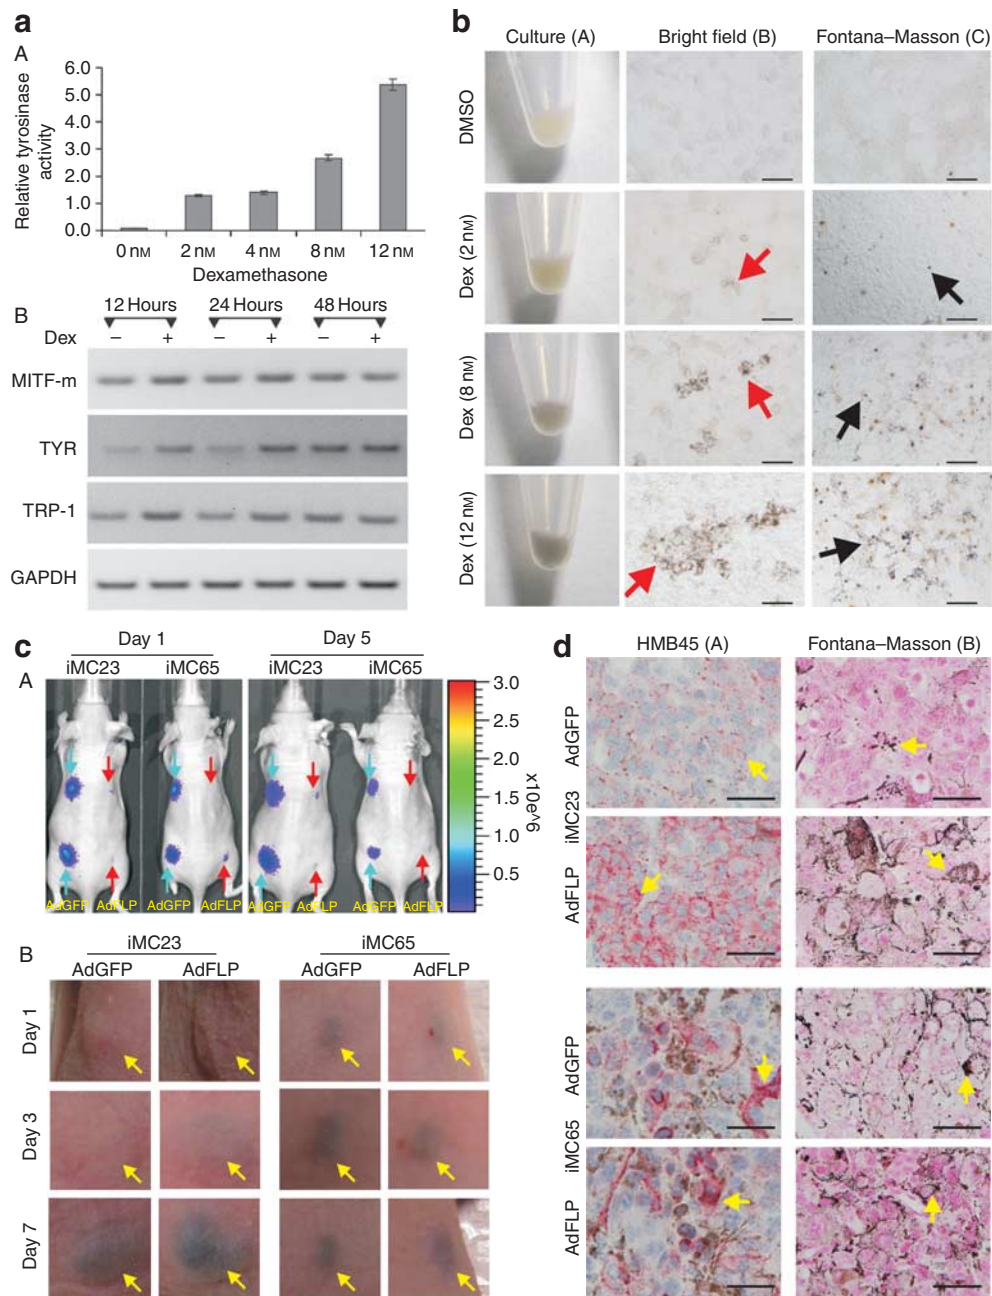 a
A
Relative tyrosinase activity
6.0
5.0
4.0
3.0
2.0
1.0
0.0
0 nM 2 nM 4 nM 8 nM 12 nM
Dexamethasone
B
12 Hours 24 Hours 48 Hours
Dex − + − + − +
MITF-m
TYR
TRP-1
GAPDH
b
Culture (A) Bright field (B) Fontana–Masson (C)
DMSO
Dex (2 nM)
Dex (8 nM)
Dex (12 nM)
c
Day 1 Day 5
A
iMC23 iMC65 iMC23 iMC65
AdGFP AdFLP AdGFP AdFLP AdGFP AdFLP AdGFP AdFLP
3.0
2.5
2.0
1.5
1.0
0.5
x10e^6
B
iMC23 iMC65
AdGFP AdFLP AdGFP AdFLP
Day 1
Day 3
Day 7
d
HMB45 (A) Fontana–Masson (B)
iMC23
AdGFP
AdFLP
iMC65
AdGFP
AdFLP